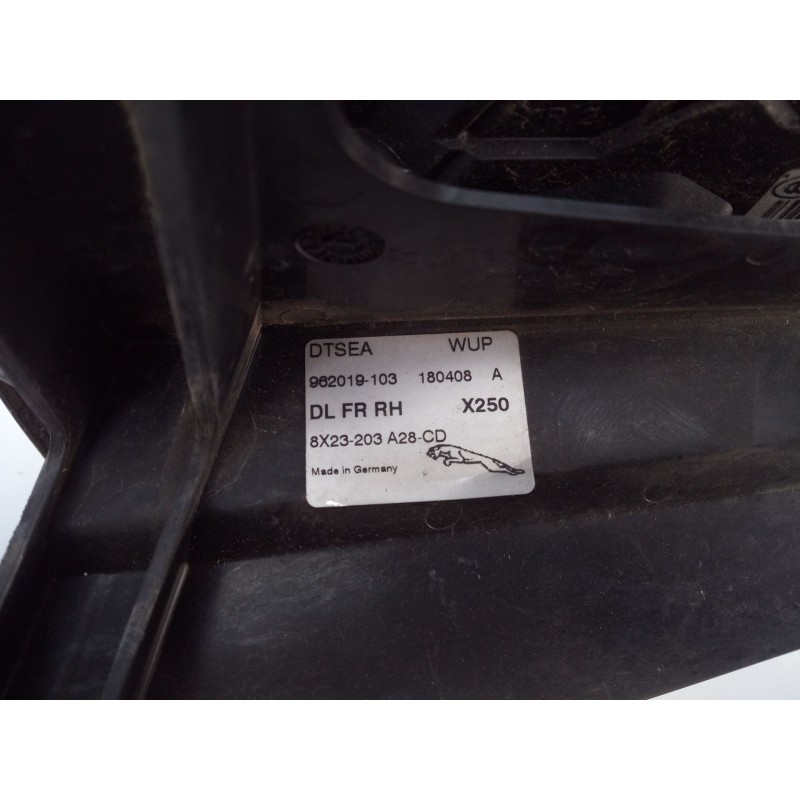 DTSEA WUP
962019-103 180408 A
DL FR RH X250
8X23-203 A28-CD
Made in Germany